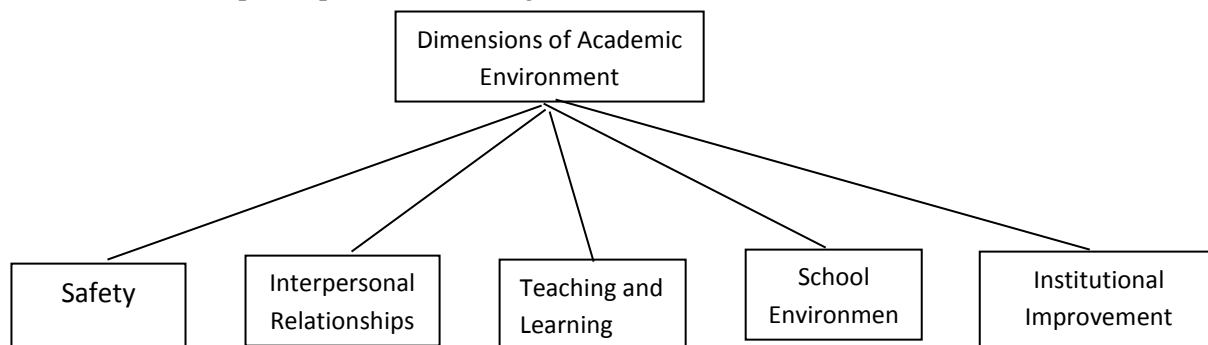 Dimensions of Academic
Environment
Safety
Interpersonal
Relationships
Teaching and
Learning
School
Environmen
Institutional
Improvement